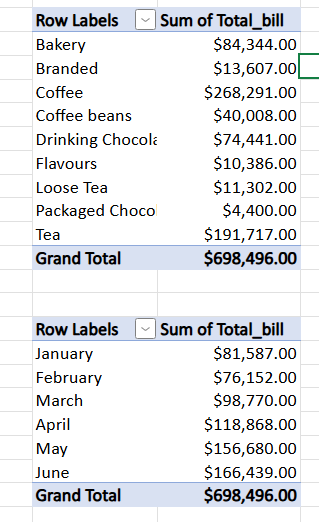 Row Labels Sum of Total_bill
Bakery $84,344.00
Branded $13,607.00
Coffee $268,291.00
Coffee beans $40,008.00
Drinking Chocola $74,441.00
Flavours $10,386.00
Loose Tea $11,302.00
Packaged Choco $4,400.00
Tea $191,717.00
Grand Total $698,496.00
Row Labels Sum of Total_bill
January $81,587.00
February $76,152.00
March $98,770.00
April $118,868.00
May $156,680.00
June $166,439.00
Grand Total $698,496.00